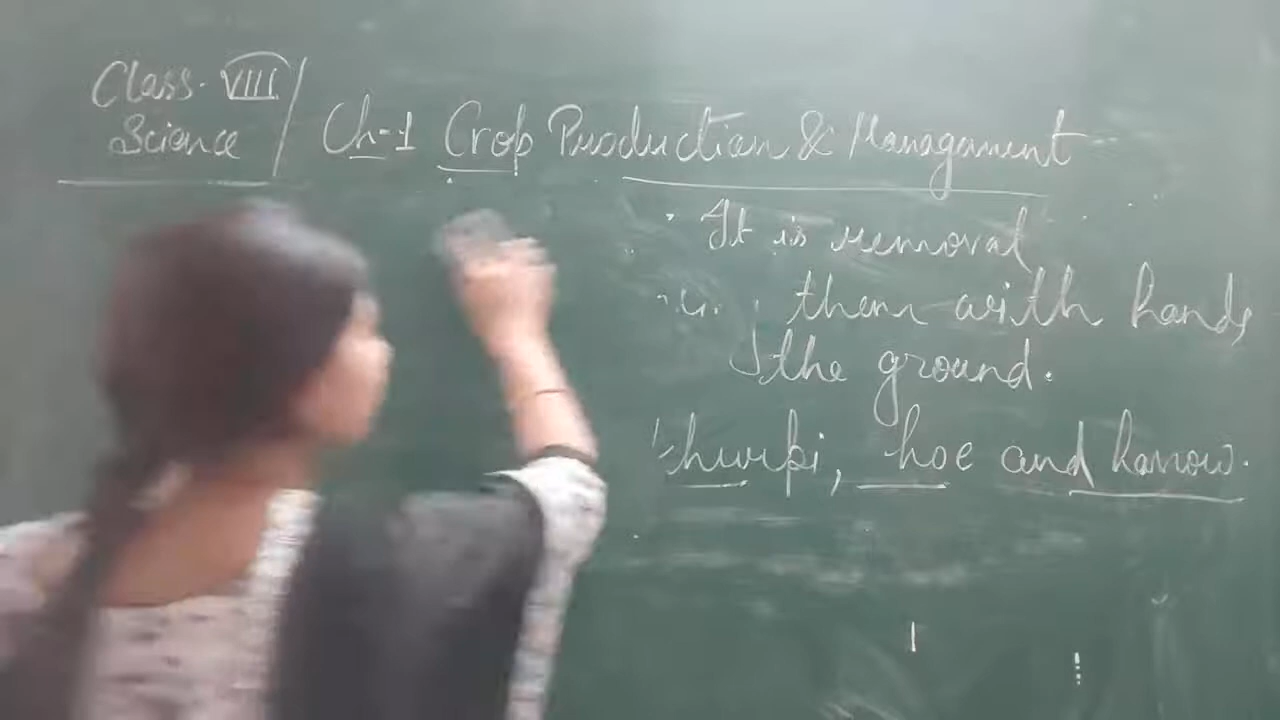 Class. VIII
Science
Ch-1 Crop Production & Management
It is removal
them with hands
the ground.
khurpi, hoe and harrow.